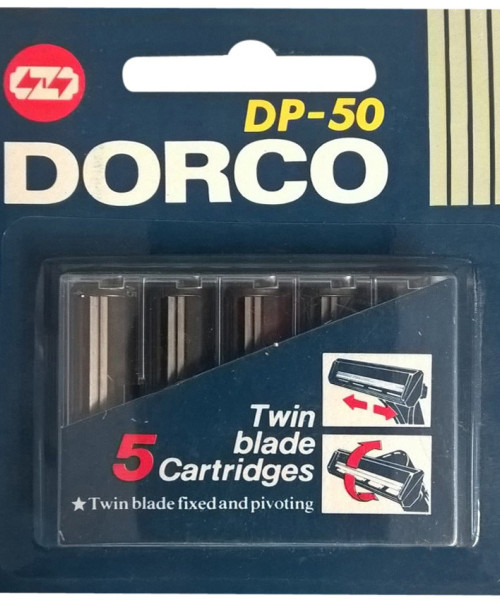 DP-50
DORCO
Twin
blade
5 Cartridges
★Twin blade fixed and pivoting